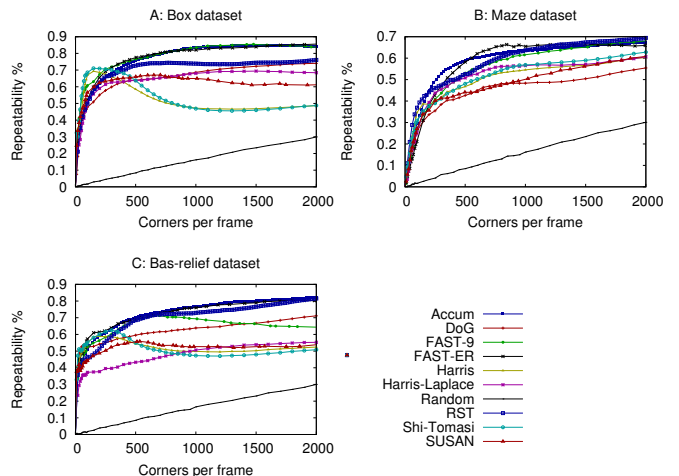 A: Box dataset
Repeatability %
0.9
0.8
0.7
0.6
0.5
0.4
0.3
0.2
0.1
0
0 500 1000 1500 2000
Corners per frame
B: Maze dataset
Repeatability %
0.7
0.6
0.5
0.4
0.3
0.2
0.1
0
0 500 1000 1500 2000
Corners per frame
C: Bas-relief dataset
Repeatability %
0.9
0.8
0.7
0.6
0.5
0.4
0.3
0.2
0.1
0
0 500 1000 1500 2000
Corners per frame
Accum
DoG
FAST-9
FAST-ER
Harris
Harris-Laplace
Random
RST
Shi-Tomasi
SUSAN